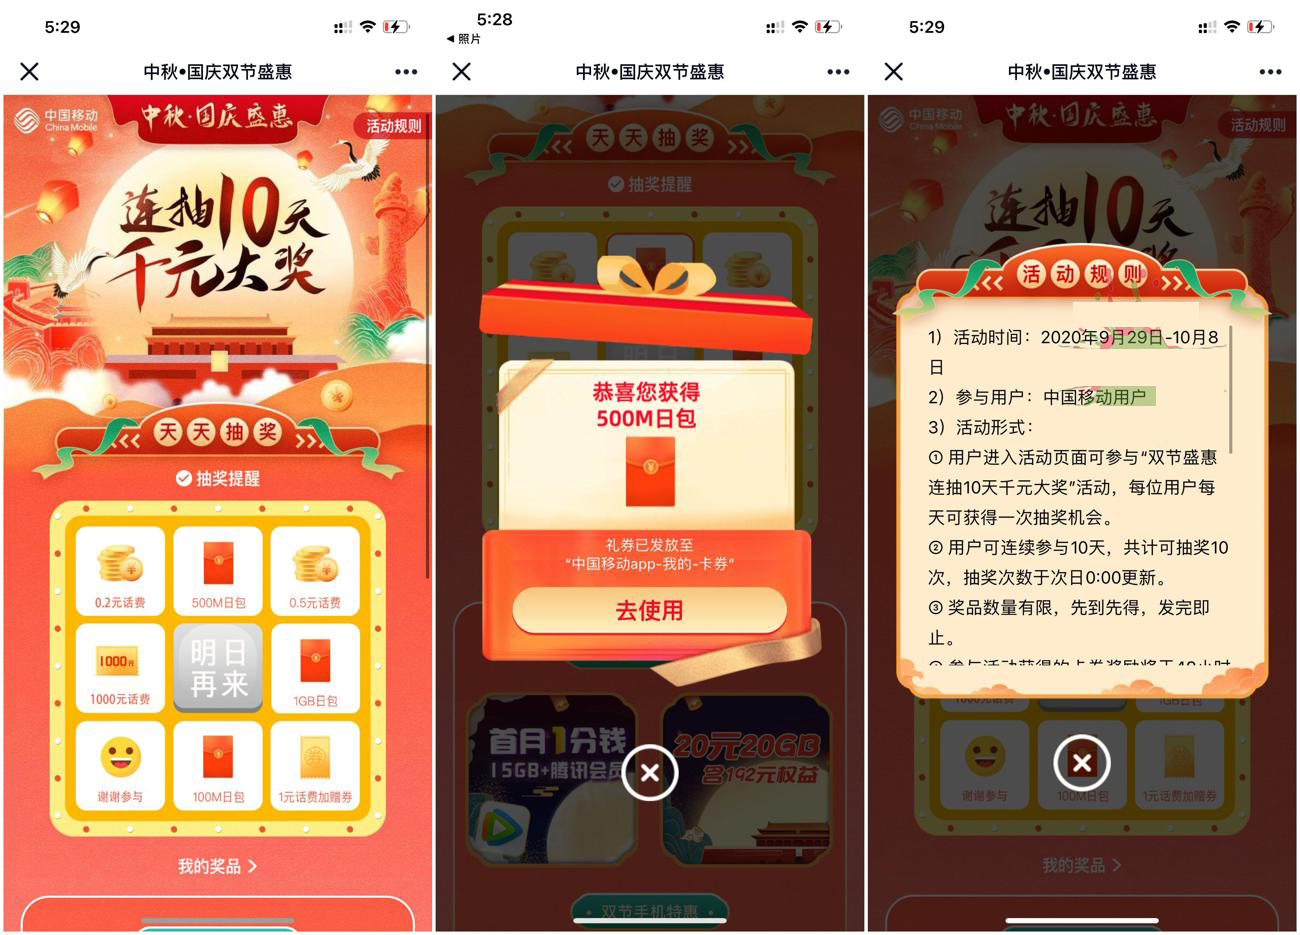 5:29
中秋•国庆双节盛惠
中国移动
China Mobile
中秋·国庆盛惠
活动规则
连抽10天
千元大奖
天天抽奖
抽奖提醒
0.2元话费
500M日包
0.5元话费
1000元
1000元话费
明日
再来
1GB日包
谢谢参与
100M日包
券
1元话费加赠券
我的奖品 >
5:28
◀ 照片
中秋•国庆双节盛惠
天天抽奖
抽奖提醒
恭喜您获得
500M日包
礼券已发放至
“中国移动app-我的-卡券”
去使用
首月1分钱
15GB+腾讯会员
20元20GB
含192元权益
• 双节手机特惠 •
5:29
中秋•国庆双节盛惠
中国移动
China Mobile
中秋·国庆盛惠
活动规则
连抽10天
活动规则
1）活动时间：2020年9月29日-10月8
日
2）参与用户：中国移动用户
3）活动形式：
① 用户进入活动页面可参与“双节盛惠
连抽10天千元大奖”活动，每位用户每
天可获得一次抽奖机会。
② 用户可连续参与10天，共计可抽奖10
次，抽奖次数于次日0:00更新。
③ 奖品数量有限，先到先得，发完即
止。
1000元话费
1GB日包
谢谢参与
100M日包
1元话费加赠券
我的奖品 >